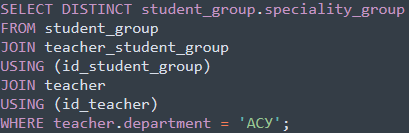 SELECT DISTINCT student_group.speciality_group
FROM student_group
JOIN teacher_student_group
USING (id_student_group)
JOIN teacher
USING (id_teacher)
WHERE teacher.department = 'АСУ';